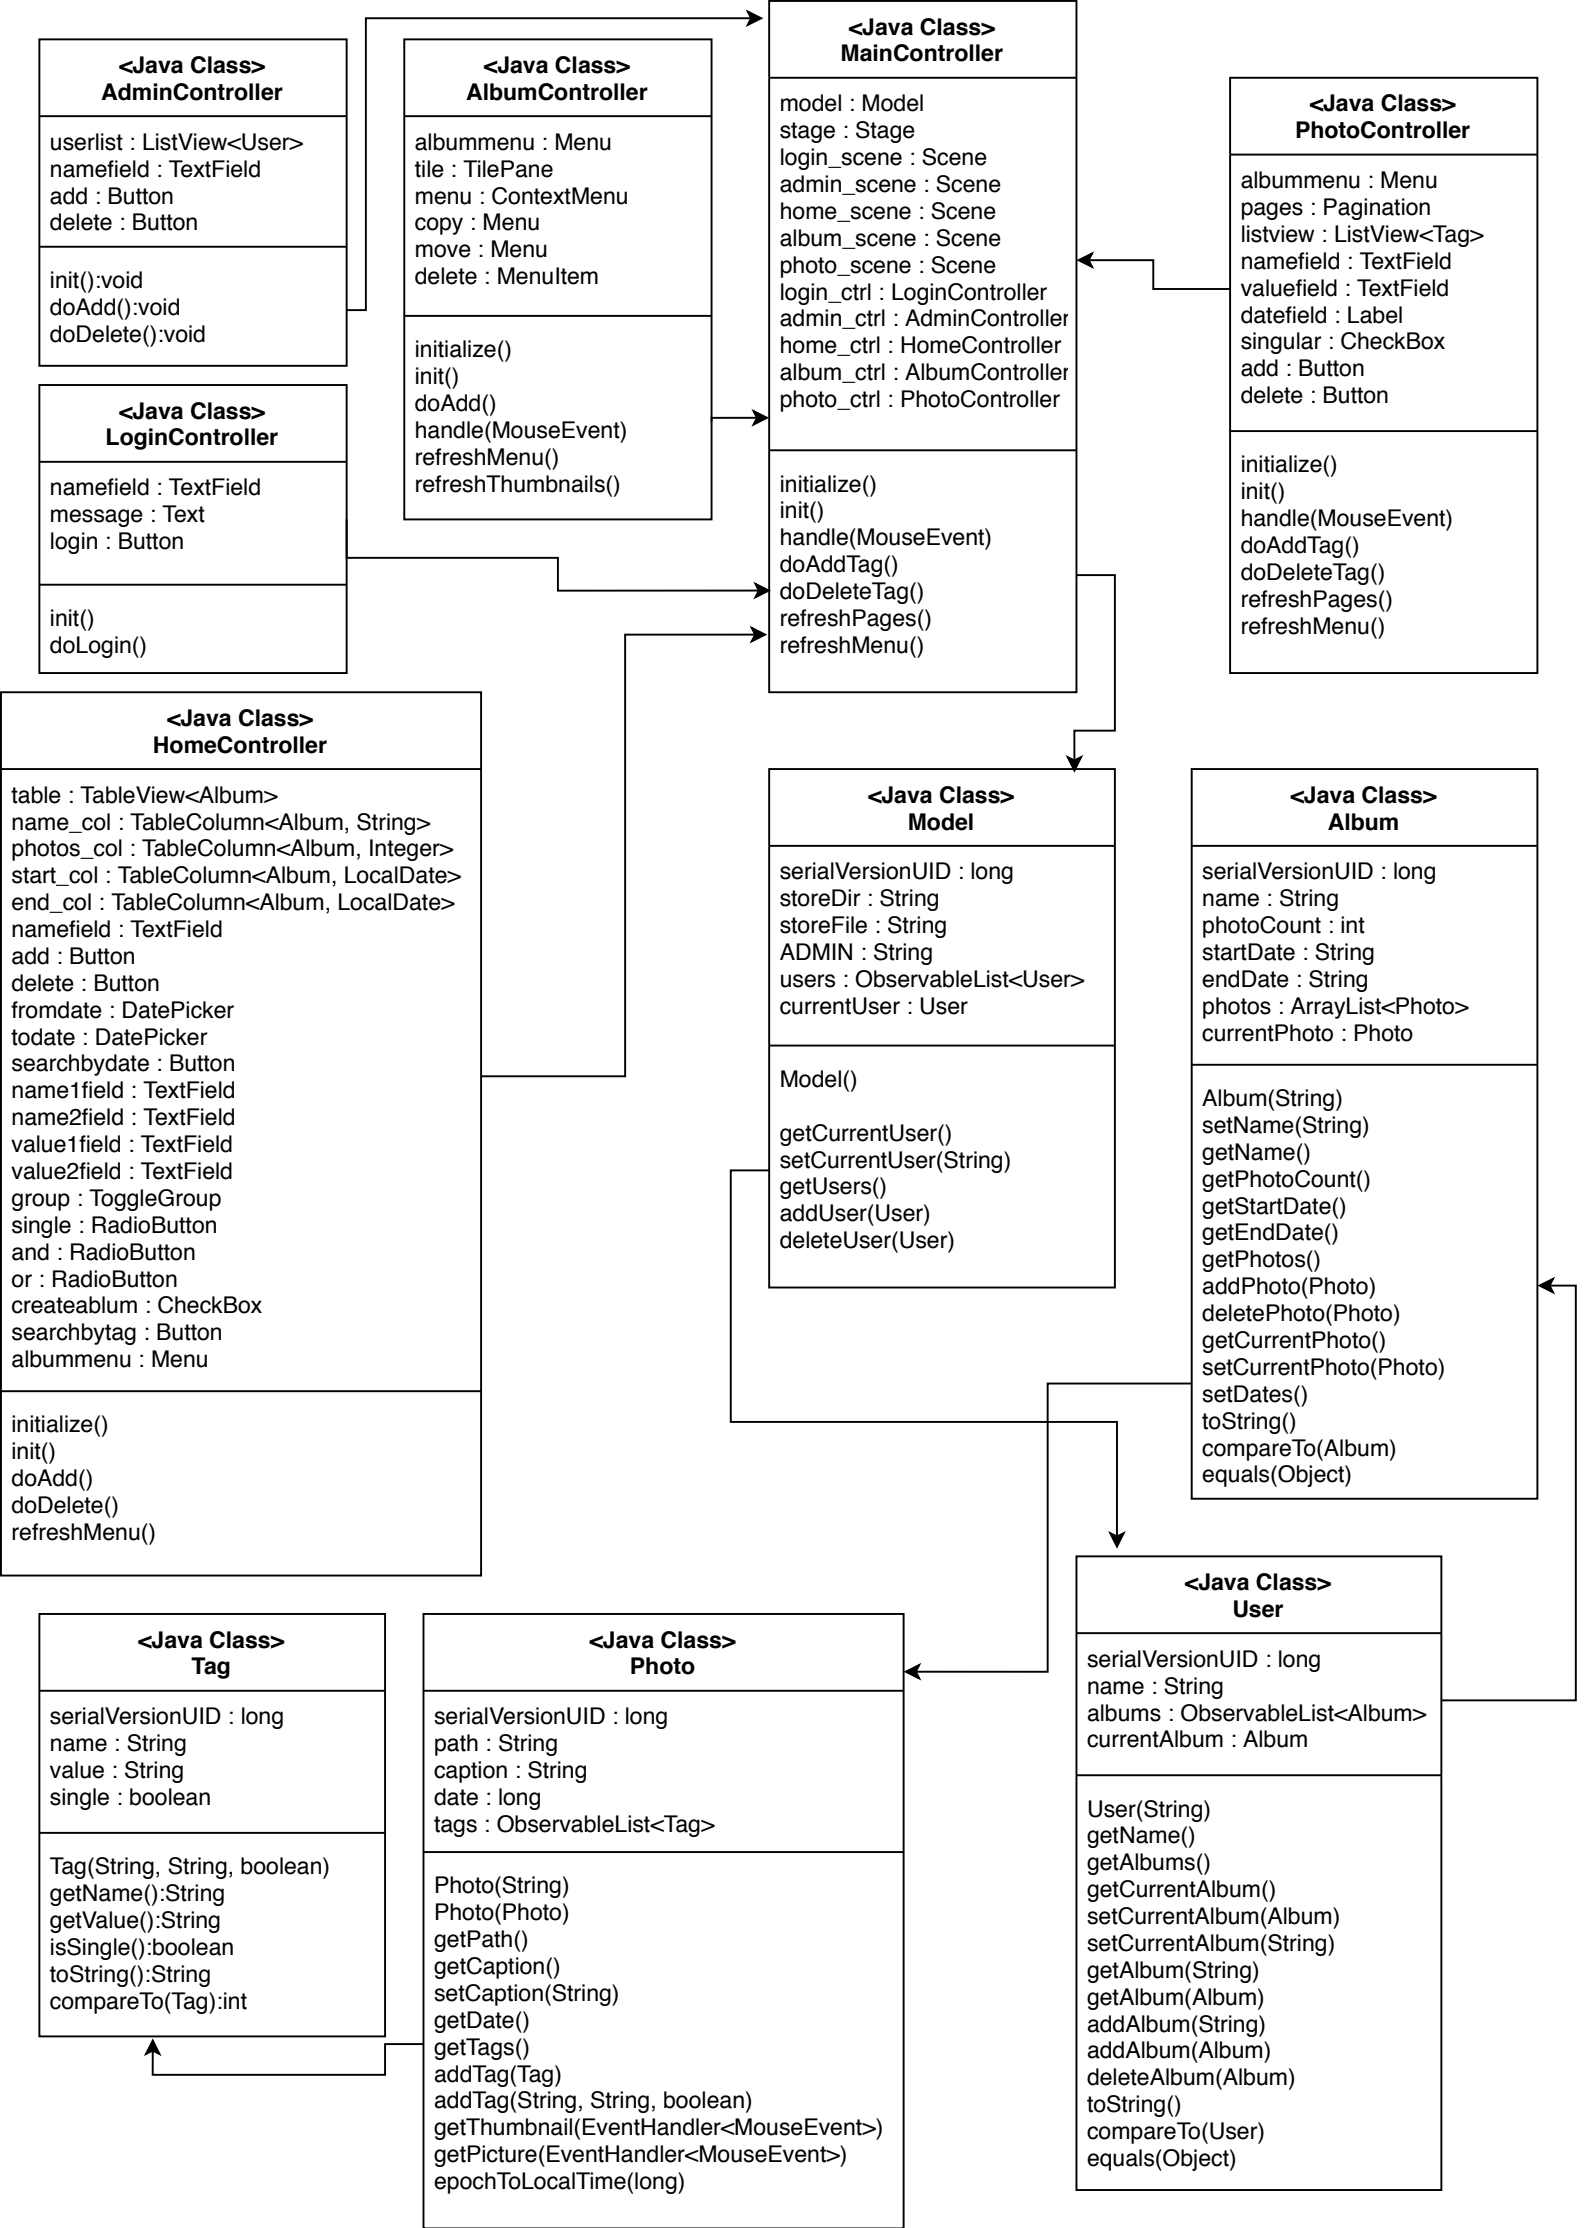 <Java Class>
AdminController
userlist : ListView<User>
namefield : TextField
add : Button
delete : Button
init():void
doAdd():void
doDelete():void
<Java Class>
AlbumController
albummenu : Menu
tile : TilePane
menu : ContextMenu
copy : Menu
move : Menu
delete : MenuItem
initialize()
init()
doAdd()
handle(MouseEvent)
refreshMenu()
refreshThumbnails()
<Java Class>
MainController
model : Model
stage : Stage
login_scene : Scene
admin_scene : Scene
home_scene : Scene
album_scene : Scene
photo_scene : Scene
login_ctrl : LoginController
admin_ctrl : AdminController
home_ctrl : HomeController
album_ctrl : AlbumController
photo_ctrl : PhotoController
initialize()
init()
handle(MouseEvent)
doAddTag()
doDeleteTag()
refreshPages()
refreshMenu()
<Java Class>
PhotoController
albummenu : Menu
pages : Pagination
listview : ListView<Tag>
namefield : TextField
valuefield : TextField
datefield : Label
singular : CheckBox
add : Button
delete : Button
initialize()
init()
handle(MouseEvent)
doAddTag()
doDeleteTag()
refreshPages()
refreshMenu()
<Java Class>
LoginController
namefield : TextField
message : Text
login : Button
init()
doLogin()
<Java Class>
HomeController
table : TableView<Album>
name_col : TableColumn<Album, String>
photos_col : TableColumn<Album, Integer>
start_col : TableColumn<Album, LocalDate>
end_col : TableColumn<Album, LocalDate>
namefield : TextField
add : Button
delete : Button
fromdate : DatePicker
todate : DatePicker
searchbydate : Button
name1field : TextField
name2field : TextField
value1field : TextField
value2field : TextField
group : ToggleGroup
single : RadioButton
and : RadioButton
or : RadioButton
createablum : CheckBox
searchbytag : Button
albummenu : Menu
initialize()
init()
doAdd()
doDelete()
refreshMenu()
<Java Class>
Model
serialVersionUID : long
storeDir : String
storeFile : String
ADMIN : String
users : ObservableList<User>
currentUser : User
Model()
getCurrentUser()
setCurrentUser(String)
getUsers()
addUser(User)
deleteUser(User)
<Java Class>
Album
serialVersionUID : long
name : String
photoCount : int
startDate : String
endDate : String
photos : ArrayList<Photo>
currentPhoto : Photo
Album(String)
setName(String)
getName()
getPhotoCount()
getStartDate()
getEndDate()
getPhotos()
addPhoto(Photo)
deletePhoto(Photo)
getCurrentPhoto()
setCurrentPhoto(Photo)
setDates()
toString()
compareTo(Album)
equals(Object)
<Java Class>
Tag
serialVersionUID : long
name : String
value : String
single : boolean
Tag(String, String, boolean)
getName():String
getValue():String
isSingle():boolean
toString():String
compareTo(Tag):int
<Java Class>
Photo
serialVersionUID : long
path : String
caption : String
date : long
tags : ObservableList<Tag>
Photo(String)
Photo(Photo)
getPath()
getCaption()
setCaption(String)
getDate()
getTags()
addTag(Tag)
addTag(String, String, boolean)
getThumbnail(EventHandler<MouseEvent>)
getPicture(EventHandler<MouseEvent>)
epochToLocalTime(long)
<Java Class>
User
serialVersionUID : long
name : String
albums : ObservableList<Album>
currentAlbum : Album
User(String)
getName()
getAlbums()
getCurrentAlbum()
setCurrentAlbum(Album)
setCurrentAlbum(String)
getAlbum(String)
getAlbum(Album)
addAlbum(String)
addAlbum(Album)
deleteAlbum(Album)
toString()
compareTo(User)
equals(Object)